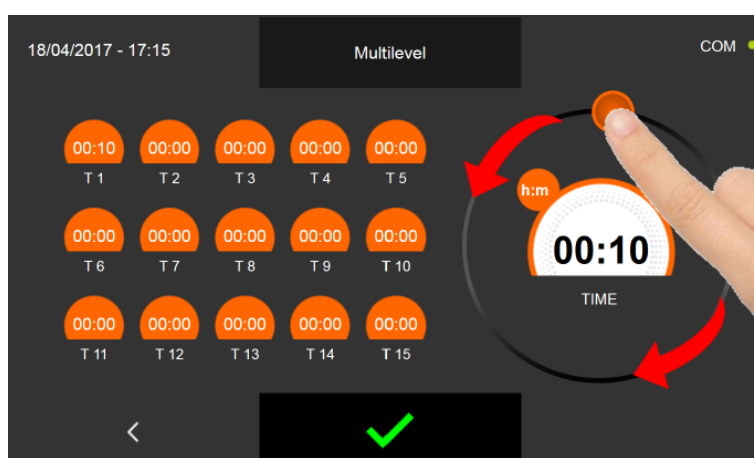 18/04/2017 - 17:15
Multilevel
COM
00:10 00:00 00:00 00:00 00:00
T 1 T 2 T 3 T 4 T 5
00:00 00:00 00:00 00:00 00:00
T 6 T 7 T 8 T 9 T 10
00:00 00:00 00:00 00:00 00:00
T 11 T 12 T 13 T 14 T 15
h:m
00:10
TIME